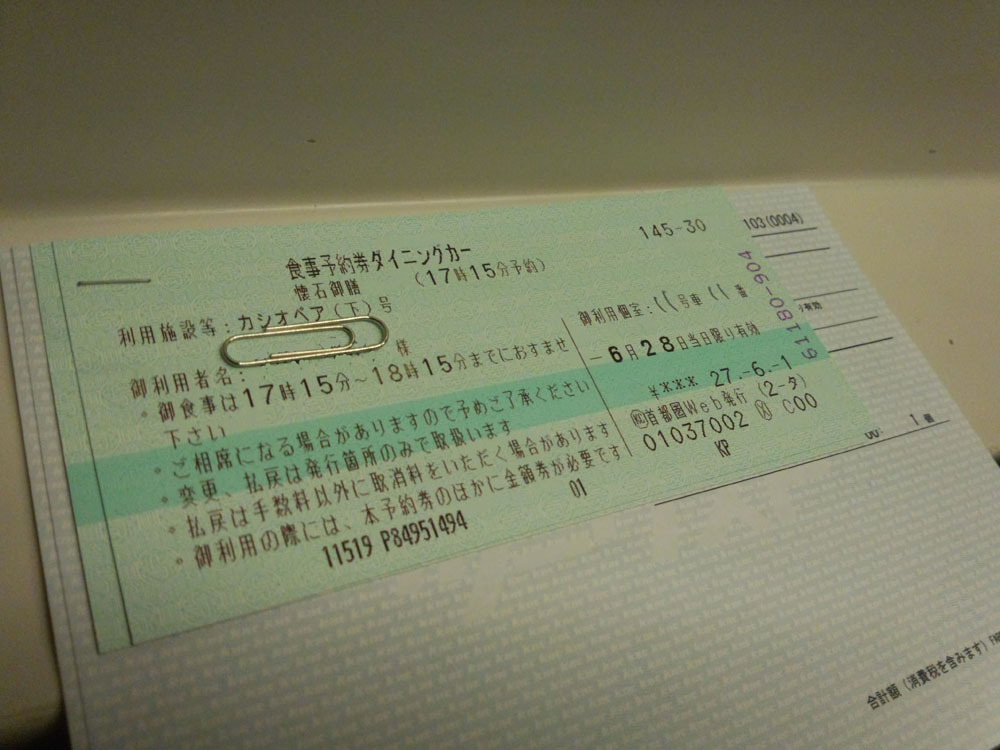 145-30
食事予約券ダイニングカー
懐石御膳 (17時15分予約)
利用施設等:カシオペア(下)号
御利用個室:((号車((番
御利用者名: 様
-6月28日当日限り有効
。御食事は17時15分~18時15分までにおすませ
下さい
¥*** 27.-6.-1
。ご相席になる場合がありますので予めご了承ください
首都圏Web発行 (2-タ)
。変更、払戻は発行箇所のみで取扱います
01037002 C00
。払戻は手数料以外に取消料をいただく場合があります
KP
。御利用の際には、本予約券のほかに金額券が必要です
01
11519 P84951494
61180-904
103(0004)
有効
1個
合計額(消費税を含みます)